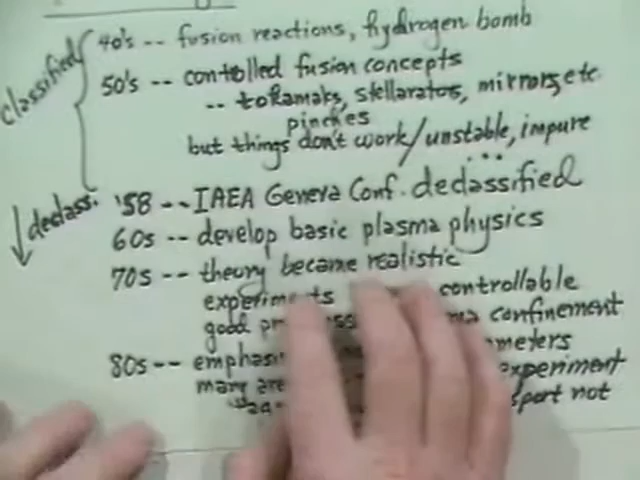 classified
40's -- fusion reactions, hydrogen bomb
50's -- controlled fusion concepts
-- tokamaks, stellarators, mirrors, etc.
pinches
but things don't work/unstable, impure
...
declass. '58 -- IAEA Geneva Conf. declassified
60s -- develop basic plasma physics
70s -- theory became realistic
experiments controllable
good confinement
80s --
many experiment
not